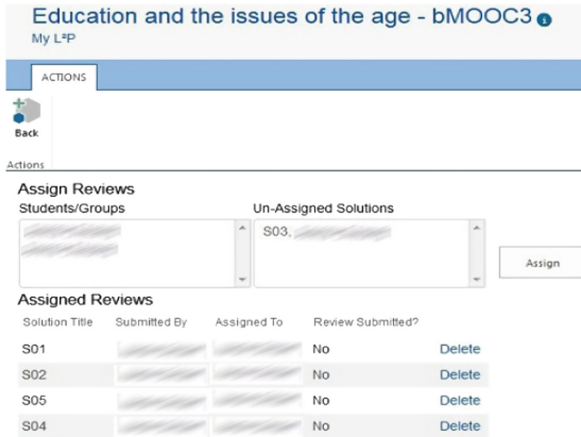 Education and the issues of the age - bMOOC3
My L²P
ACTIONS
Back
Actions
Assign Reviews
Students/Groups Un-Assigned Solutions
S03,
Assign
Assigned Reviews
Solution Title Submitted By Assigned To Review Submitted?
S01 No Delete
S02 No Delete
S05 No Delete
S04 No Delete